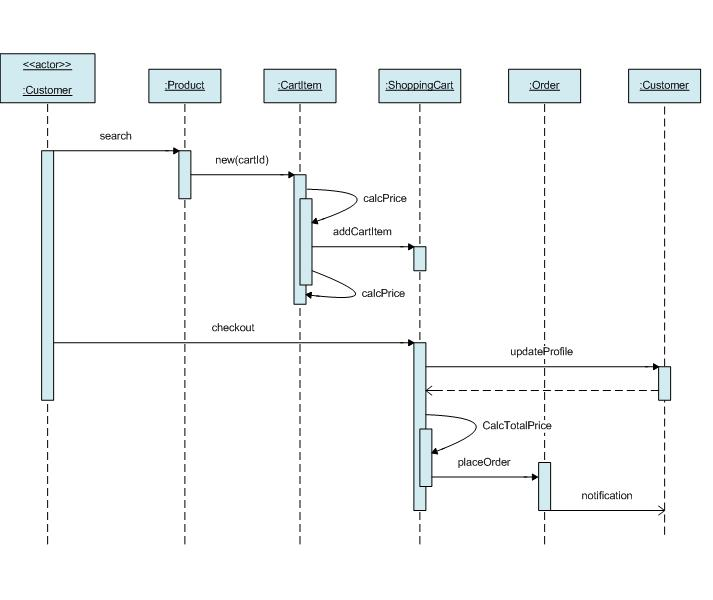 <<actor>>
:Customer
:Product
:CartItem
:ShoppingCart
:Order
:Customer
search
new(cartId)
calcPrice
addCartItem
calcPrice
checkout
updateProfile
CalcTotalPrice
placeOrder
notification